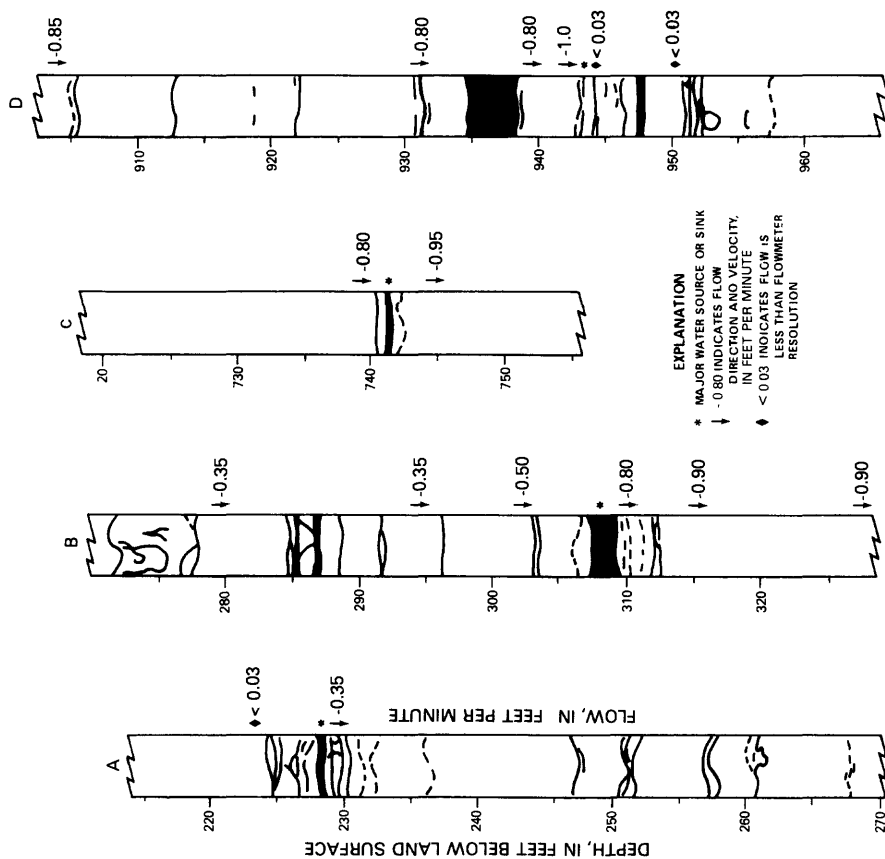 A
DEPTH, IN FEET BELOW LAND SURFACE
220
230
240
250
260
270
< 0.03
*
-0.35
FLOW, IN FEET PER MINUTE
B
280
290
300
310
320
-0.35
-0.35
-0.50
*
-0.80
-0.90
-0.90
C
20
730
740
750
-0.80
*
-0.95
D
910
920
930
940
950
960
-0.85
-0.80
-0.80
-1.0
*
< 0.03
< 0.03
EXPLANATION
* MAJOR WATER SOURCE OR SINK
-0 80 INDICATES FLOW
DIRECTION AND VELOCITY,
IN FEET PER MINUTE
< 0 03 INDICATES FLOW IS
LESS THAN FLOWMETER
RESOLUTION